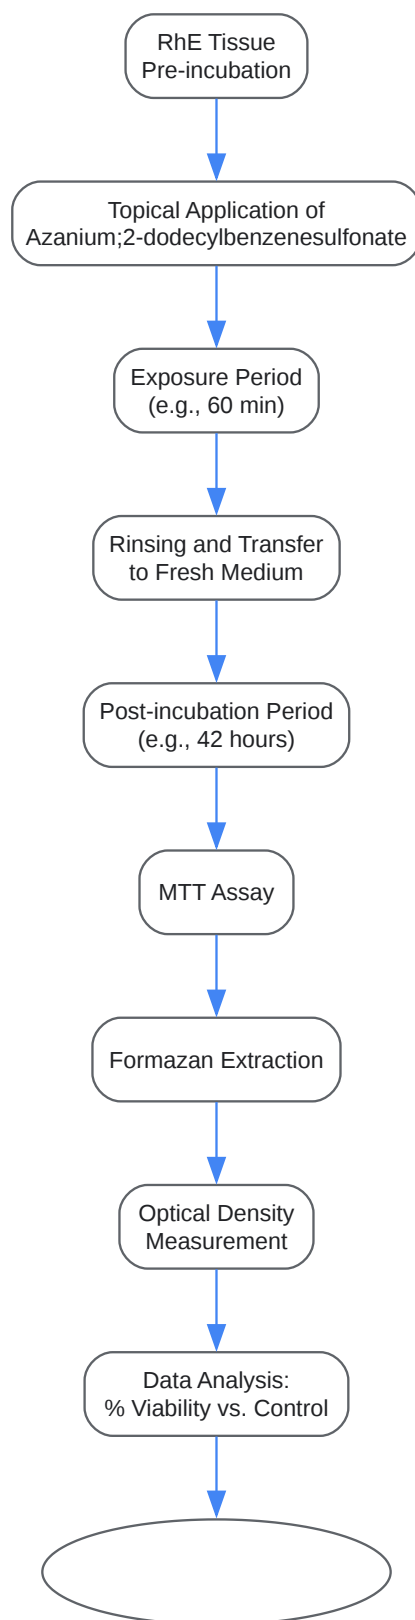 RhE Tissue
Pre-incubation
Topical Application of
Azanium;2-dodecylbenzenesulfonate
Exposure Period
(e.g., 60 min)
Rinsing and Transfer
to Fresh Medium
Post-incubation Period
(e.g., 42 hours)
MTT Assay
Formazan Extraction
Optical Density
Measurement
Data Analysis:
% Viability vs. Control